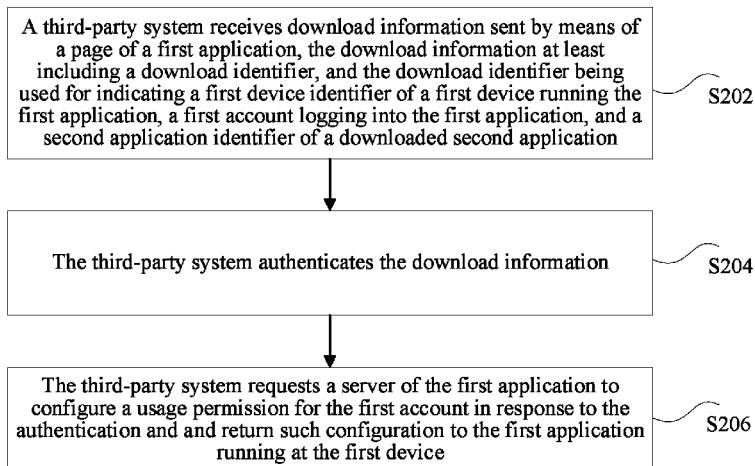 A third-party system receives download information sent by means of
a page of a first application, the download information at least
including a download identifier, and the download identifier being
used for indicating a first device identifier of a first device running the
first application, a first account logging into the first application, and a
second application identifier of a downloaded second application
S202
The third-party system authenticates the download information
S204
The third-party system requests a server of the first application to
configure a usage permission for the first account in response to the
authentication and and return such configuration to the first application
running at the first device
S206